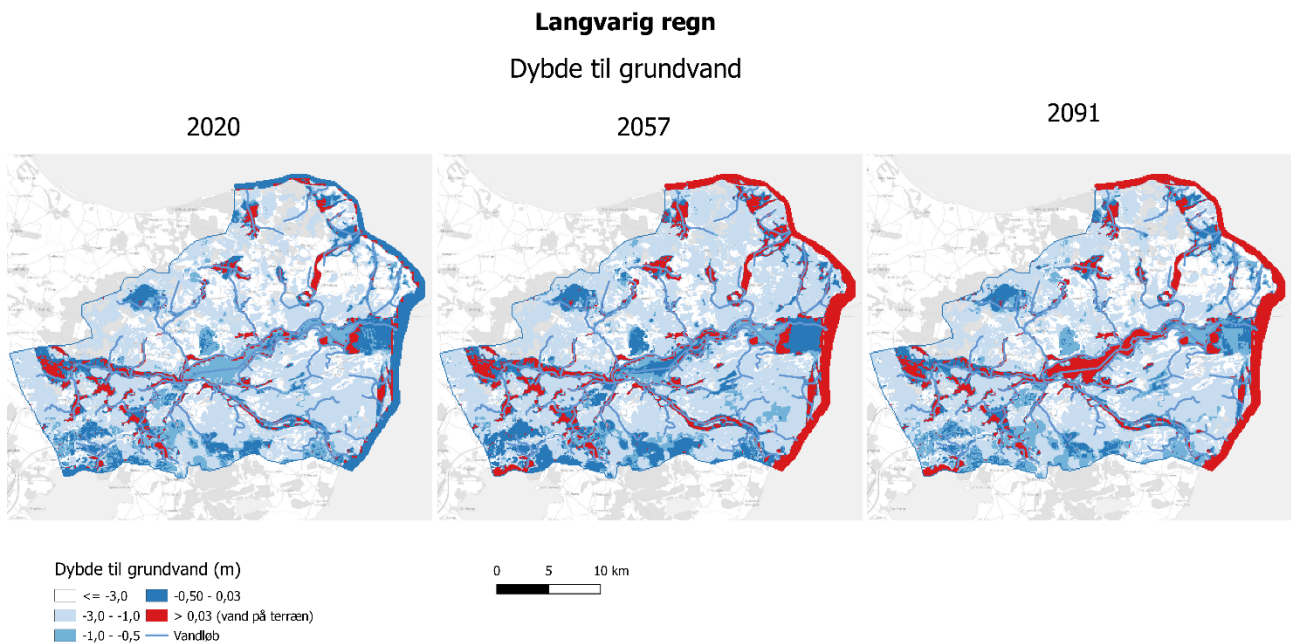 Langvarig regn
Dybde til grundvand
2020
2057
2091
Dybde til grundvand (m)
<= -3,0
-3,0 - -1,0
-1,0 - -0,5
-0,50 - 0,03
> 0,03 (vand på terræn)
Vandløb
0 5 10 km